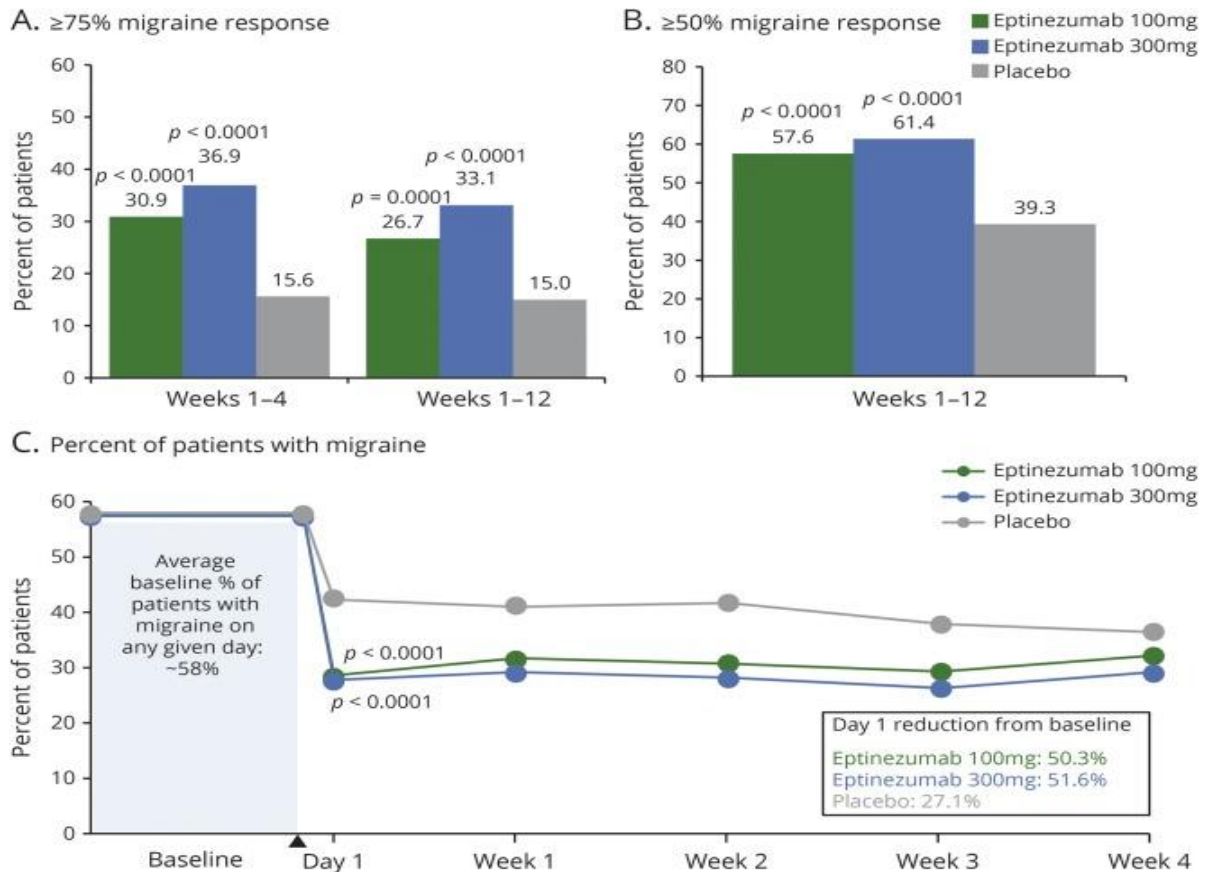 A. ≥75% migraine response
60
50
40
30
20
10
0
Percent of patients
p < 0.0001
30.9
p < 0.0001
36.9
15.6
p = 0.0001
26.7
p < 0.0001
33.1
15.0
Weeks 1–4
Weeks 1–12
B. ≥50% migraine response
Eptinezumab 100mg
Eptinezumab 300mg
Placebo
80
70
60
50
40
30
20
10
0
Percent of patients
p < 0.0001
57.6
p < 0.0001
61.4
39.3
Weeks 1–12
C. Percent of patients with migraine
Eptinezumab 100mg
Eptinezumab 300mg
Placebo
60
50
40
30
20
10
0
Percent of patients
Average
baseline % of
patients with
migraine on
any given day:
~58%
p < 0.0001
p < 0.0001
Day 1 reduction from baseline
Eptinezumab 100mg: 50.3%
Eptinezumab 300mg: 51.6%
Placebo: 27.1%
Baseline
Day 1
Week 1
Week 2
Week 3
Week 4